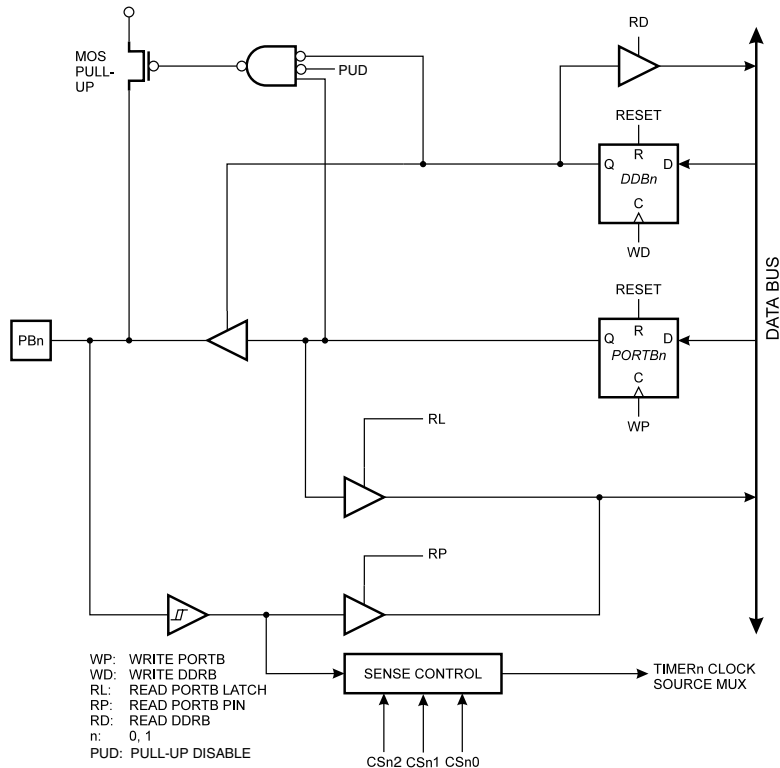 RD
MOS
PULL-
UP
PUD
RESET
R
Q
D
DDBn
C
WD
DATA BUS
RESET
R
PBn
Q
D
PORTBn
C
WP
RL
RP
WP: WRITE PORTB
WD: WRITE DDRB
RL: READ PORTB LATCH
RP: READ PORTB PIN
RD: READ DDRB
n: 0, 1
PUD: PULL-UP DISABLE
SENSE CONTROL
TIMERn CLOCK
SOURCE MUX
CSn2 CSn1 CSn0